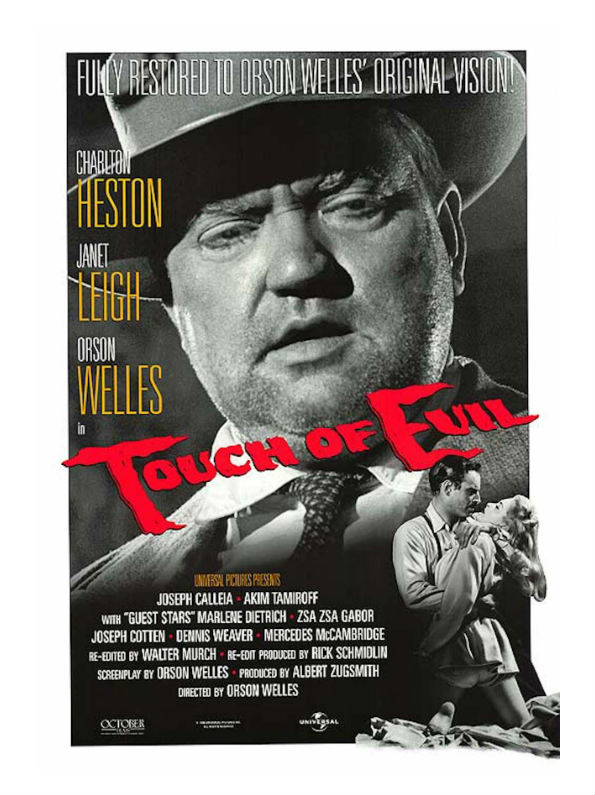 FULLY RESTORED TO ORSON WELLES' ORIGINAL VISION!
CHARLTON
HESTON
JANET
LEIGH
ORSON
WELLES
in
TOUCH OF EVIL
UNIVERSAL PICTURES PRESENTS
JOSEPH CALLEIA • AKIM TAMIROFF
WITH "GUEST STARS" MARLENE DIETRICH • ZSA ZSA GABOR
JOSEPH COTTEN • DENNIS WEAVER • MERCEDES McCAMBRIDGE
RE-EDITED BY WALTER MURCH • RE-EDIT PRODUCED BY RICK SCHMIDLIN
SCREENPLAY BY ORSON WELLES • PRODUCED BY ALBERT ZUGSMITH
DIRECTED BY ORSON WELLES
OCTOBER
FILMS
UNIVERSAL